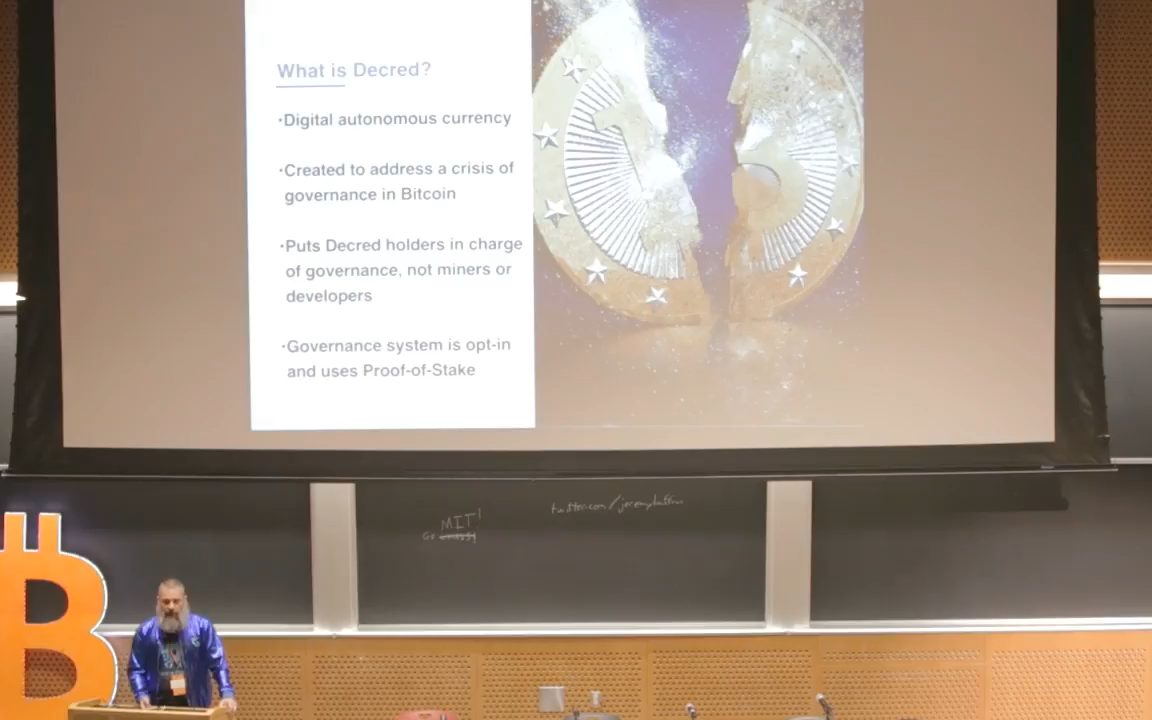 What is Decred?
·Digital autonomous currency
·Created to address a crisis of
governance in Bitcoin
·Puts Decred holders in charge
of governance, not miners or
developers
·Governance system is opt-in
and uses Proof-of-Stake
MIT!
Go